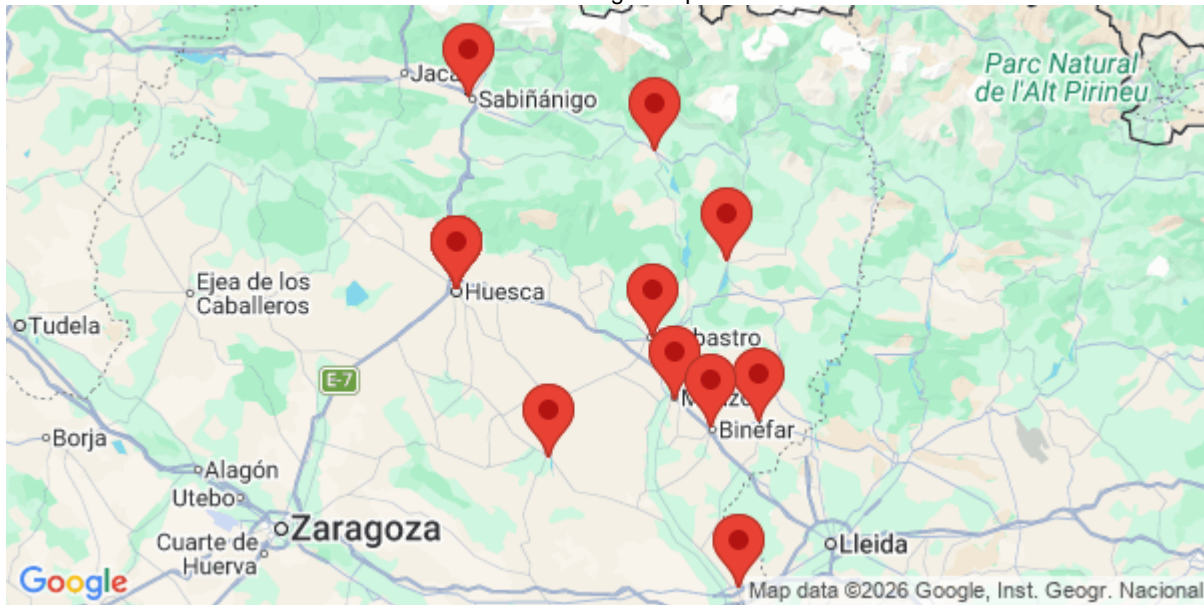 Jaca
Sabiñánigo
Parc Natural
de l'Alt Pirineu
Ejea de los
Caballeros
Huesca
Tudela
bastro
E-7
Binéfar
Borja
Alagón
Utebo
Zaragoza
Cuarte de
Huerva
Lleida
Google
Map data ©2026 Google, Inst. Geogr. Nacional